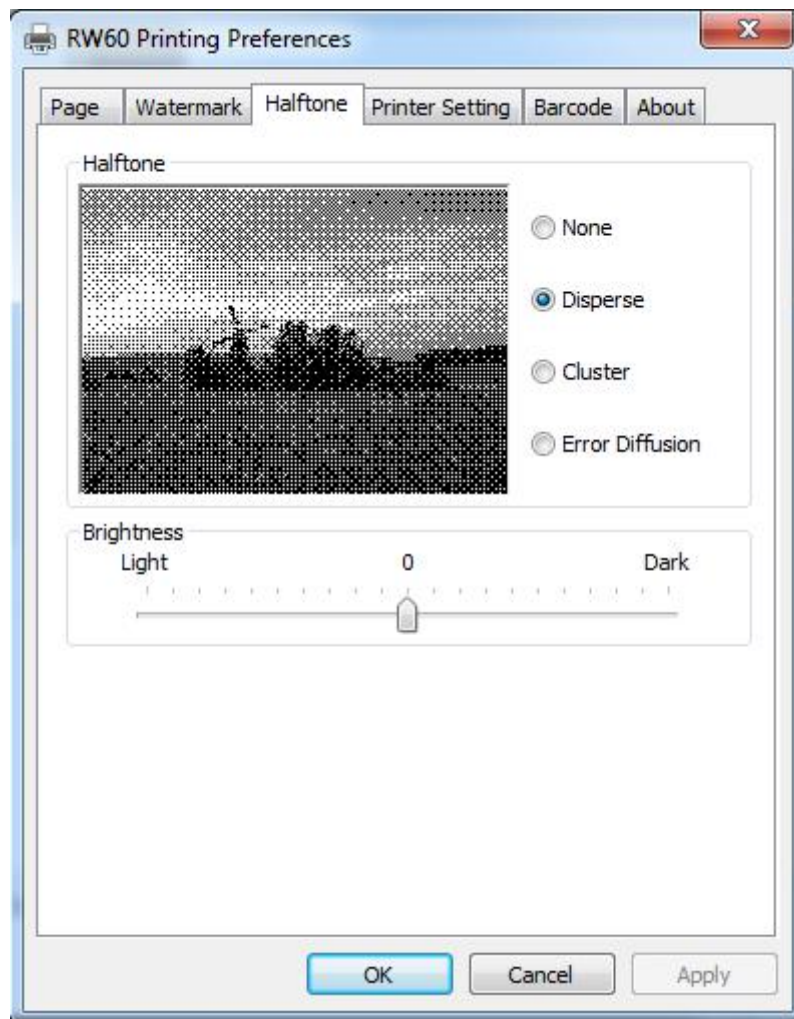 RW60 Printing Preferences
Page Watermark Halftone Printer Setting Barcode About
Halftone
None
Disperse
Cluster
Error Diffusion
Brightness
Light 0 Dark
OK Cancel Apply